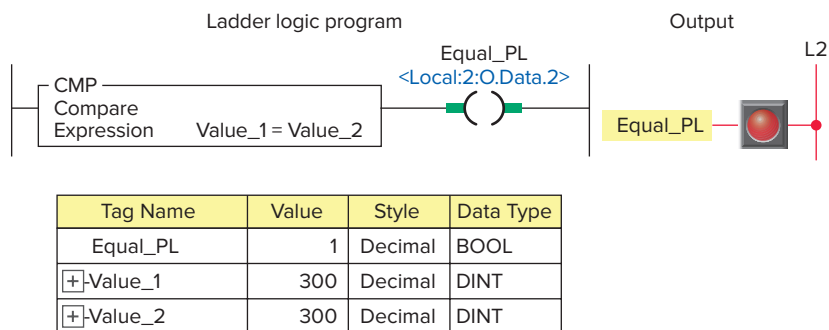 Ladder logic program
Output
L2
Equal_PL
<Local:2:O.Data.2>
CMP
Compare
Expression Value_1 = Value_2
Equal_PL
Tag Name Value Style Data Type
Equal_PL 1 Decimal BOOL
+-Value_1 300 Decimal DINT
+-Value_2 300 Decimal DINT